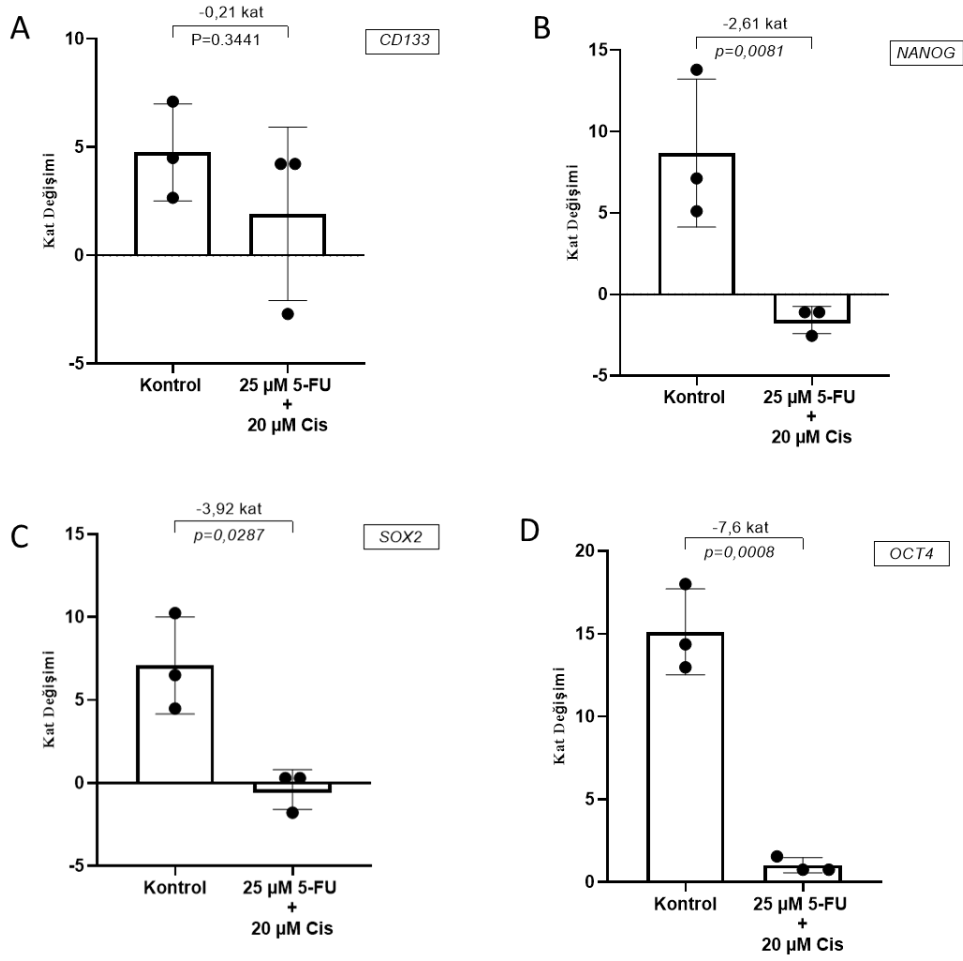 A
-0,21 kat
P=0.3441
CD133
Kat Değişimi
10
5
0
-5
Kontrol
25 µM 5-FU
+
20 µM Cis
B
-2,61 kat
p=0,0081
NANOG
Kat Değişimi
15
10
5
0
-5
Kontrol
25 µM 5-FU
+
20 µM Cis
C
-3,92 kat
p=0,0287
SOX2
Kat Değişimi
15
10
5
0
-5
Kontrol
25 µM 5-FU
+
20 µM Cis
D
-7,6 kat
p=0,0008
OCT4
Kat Değişimi
20
15
10
5
0
Kontrol
25 µM 5-FU
+
20 µM Cis